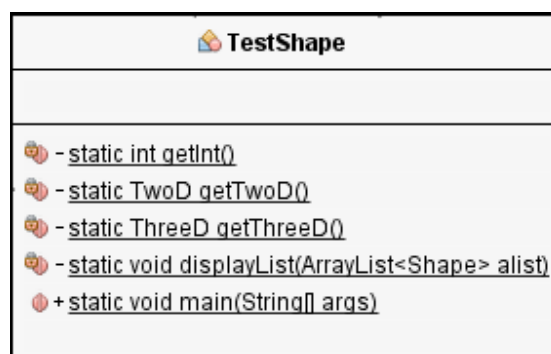 TestShape
- static int getInt()
- static TwoD getTwoD()
- static ThreeD getThreeD()
- static void displayList(ArrayList<Shape> alist)
+ static void main(String[] args)